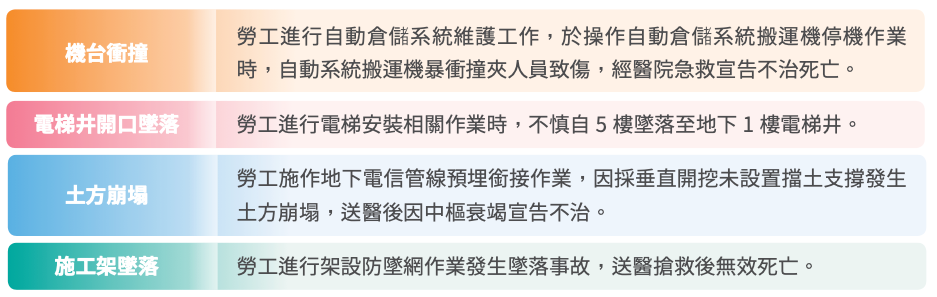 機台衝撞
勞工進行自動倉儲系統維護工作，於操作自動倉儲系統搬運機停機作業
時，自動系統搬運機暴衝撞夾人員致傷，經醫院急救宣告不治死亡。
電梯井開口墜落
勞工進行電梯安裝相關作業時，不慎自 5 樓墜落至地下 1 樓電梯井。
土方崩塌
勞工施作地下電信管線預埋銜接作業，因採垂直開挖未設置擋土支撐發生
土方崩塌，送醫後因中樞衰竭宣告不治。
施工架墜落
勞工進行架設防墜網作業發生墜落事故，送醫搶救後無效死亡。